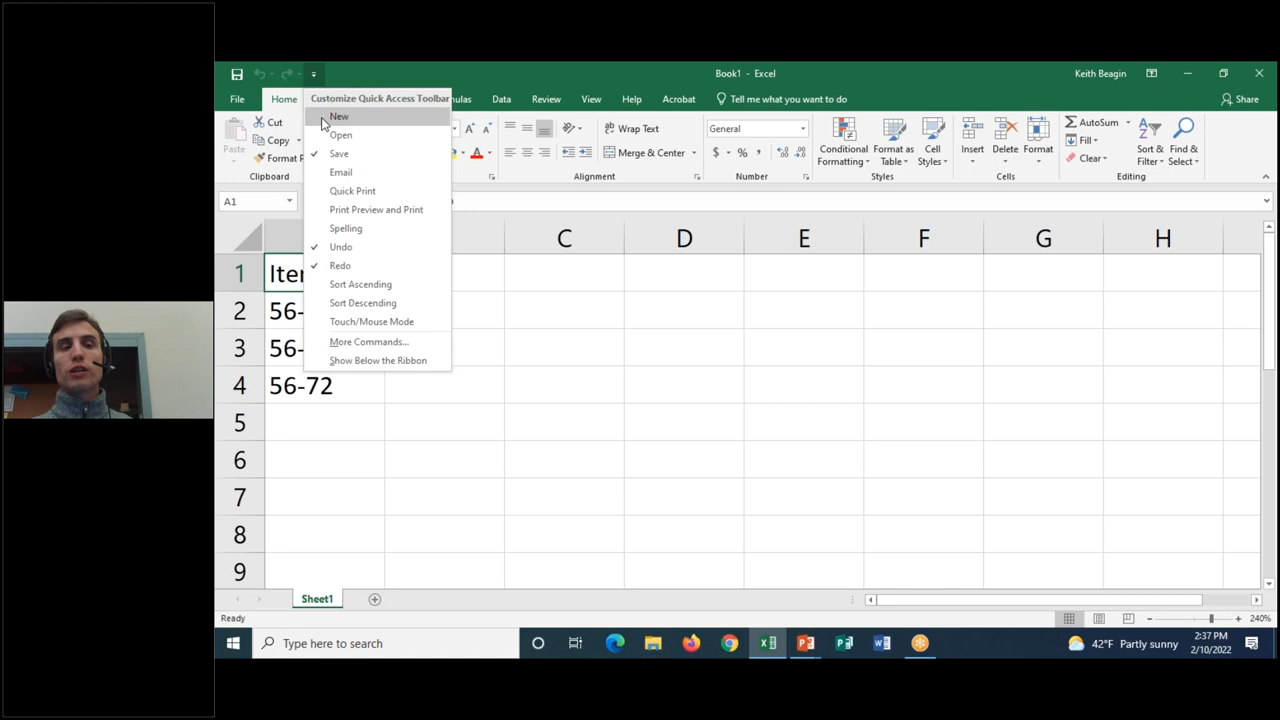 Book1 - Excel
Keith Beagin
File
Home
Data
Review
View
Help
Acrobat
Tell me what you want to do
Share
Customize Quick Access Toolbar
New
Open
Save
Email
Quick Print
Print Preview and Print
Spelling
Undo
Redo
Sort Ascending
Sort Descending
Touch/Mouse Mode
More Commands...
Show Below the Ribbon
Paste
Cut
Copy
Clipboard
Wrap Text
Merge & Center
Alignment
General
$ % ,
Number
Conditional
Formatting
Format as
Table
Cell
Styles
Styles
Insert
Delete
Format
Cells
AutoSum
Fill
Clear
Sort &
Filter
Find &
Select
Editing
A1
C D E F G H
1
2 56-
3 56-
4 56-72
5
6
7
8
9
Sheet1
Ready
240%
Type here to search
42°F Partly sunny
2:37 PM
2/10/2022